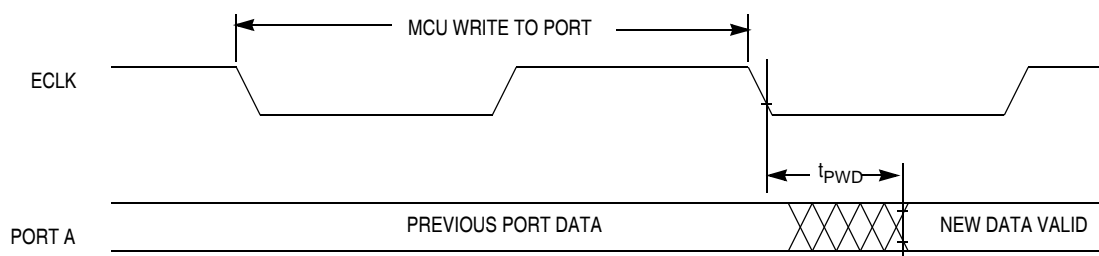 MCU WRITE TO PORT
ECLK
tPWD
PREVIOUS PORT DATA
NEW DATA VALID
PORT A